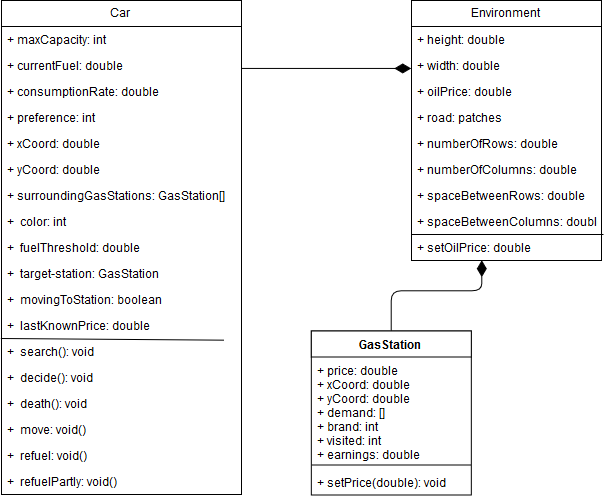 Car
+ maxCapacity: int
+ currentFuel: double
+ consumptionRate: double
+ preference: int
+ xCoord: double
+ yCoord: double
+ surroundingGasStations: GasStation[]
+ color: int
+ fuelThreshold: double
+ target-station: GasStation
+ movingToStation: boolean
+ lastKnownPrice: double
+ search(): void
+ decide(): void
+ death(): void
+ move: void()
+ refuel: void()
+ refuelPartly: void()
Environment
+ height: double
+ width: double
+ oilPrice: double
+ road: patches
+ numberOfRows: double
+ numberOfColumns: double
+ spaceBetweenRows: double
+ spaceBetweenColumns: doubl
+ setOilPrice: double
GasStation
+ price: double
+ xCoord: double
+ yCoord: double
+ demand: []
+ brand: int
+ visited: int
+ earnings: double
+ setPrice(double): void